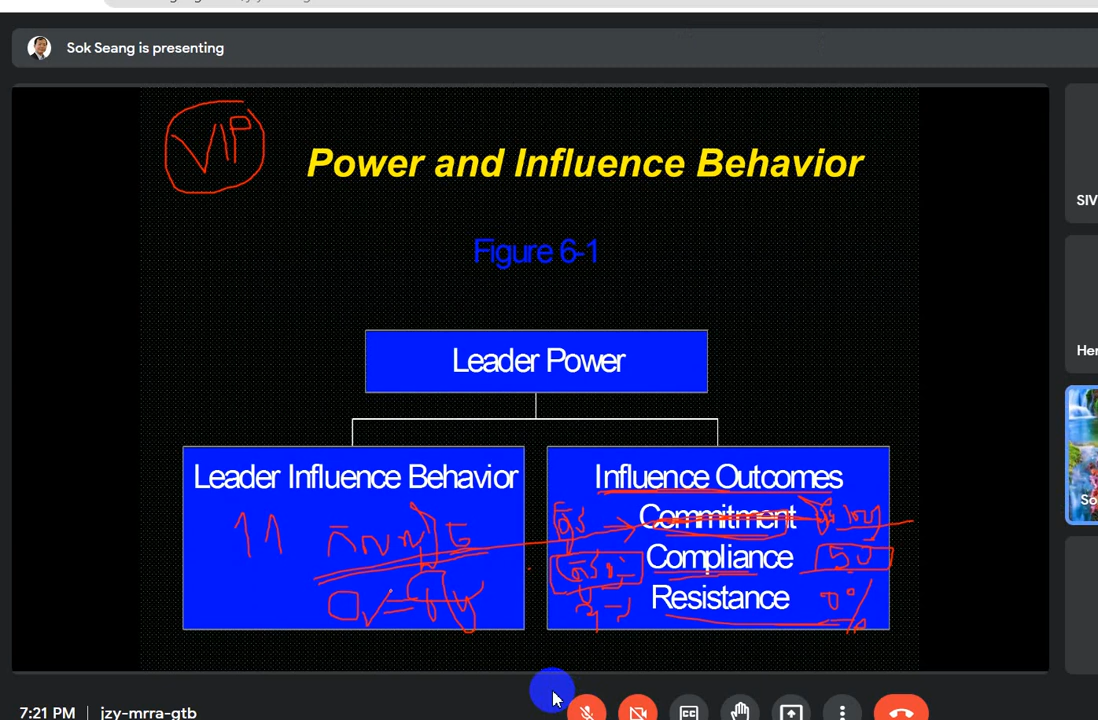 Sok Seang is presenting
VIP
Power and Influence Behavior
Figure 6-1
Leader Power
Leader Influence Behavior
11
Influence Outcomes
Commitment
Compliance
50
Resistance
0%
SIV
Her
So
7:21 PM | jzy-mrra-gtb